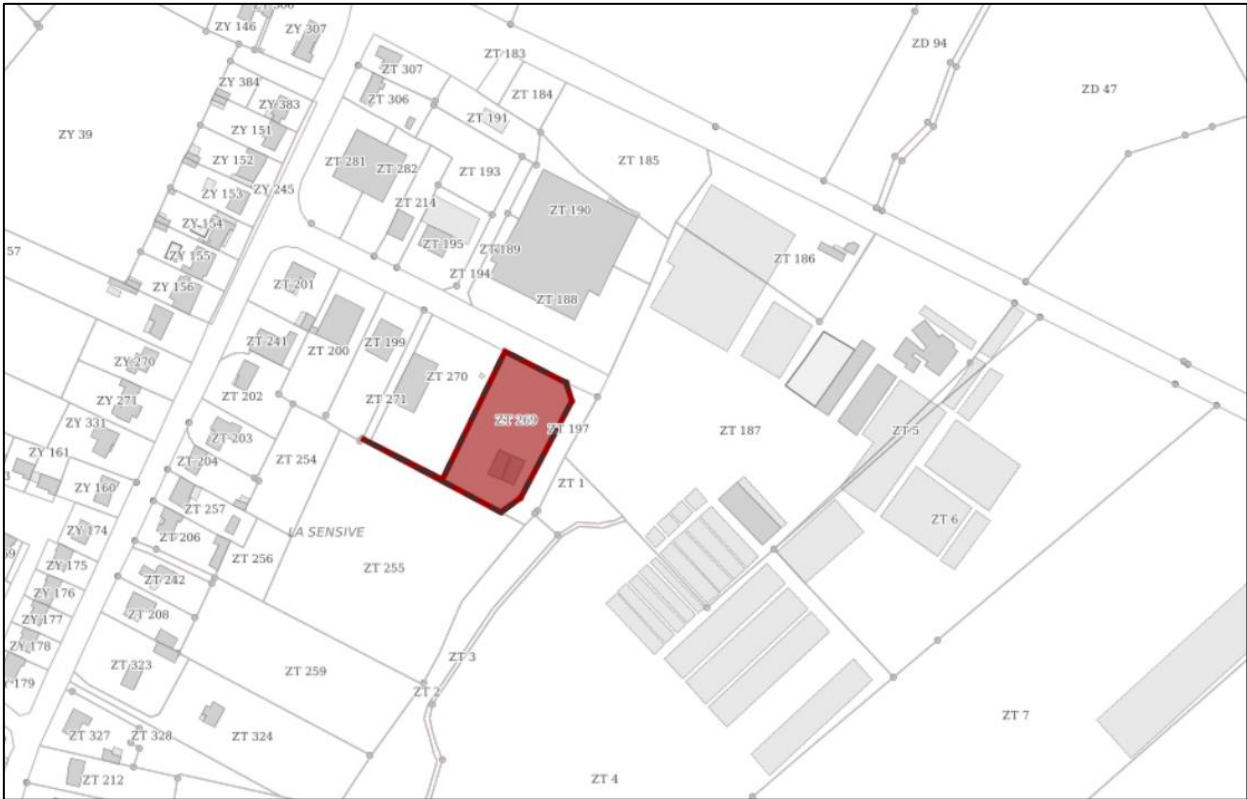 ZY 146
ZY 307
ZT 183
ZD 94
ZT 307
ZY 384
ZD 47
ZT 184
ZT 306
ZY 383
ZT 191
ZY 151
ZY 39
ZY 152
ZT 281
ZT 282
ZT 185
ZT 193
ZY 245
ZY 153
ZT 214
ZT 190
ZY 154
ZT 195
ZT 189
57
ZY 155
ZT 186
ZT 194
ZY 156
ZT 201
ZT 188
ZT 241
ZT 200
ZT 199
ZY 270
ZT 270
ZT 202
ZT 271
ZY 271
ZT 269
ZT 197
ZT 187
ZT 5
ZY 331
ZT 203
ZY 161
ZT 204
ZT 254
ZY 160
ZT 1
ZT 257
ZT 6
ZY 174
ZT 206
LA SENSIVE
ZT 256
ZY 175
ZT 255
ZT 242
ZY 176
ZT 208
ZY 177
ZY 178
ZT 3
ZT 323
ZT 259
ZY 179
ZT 2
ZT 7
ZT 327
ZT 328
ZT 324
ZT 212
ZT 4